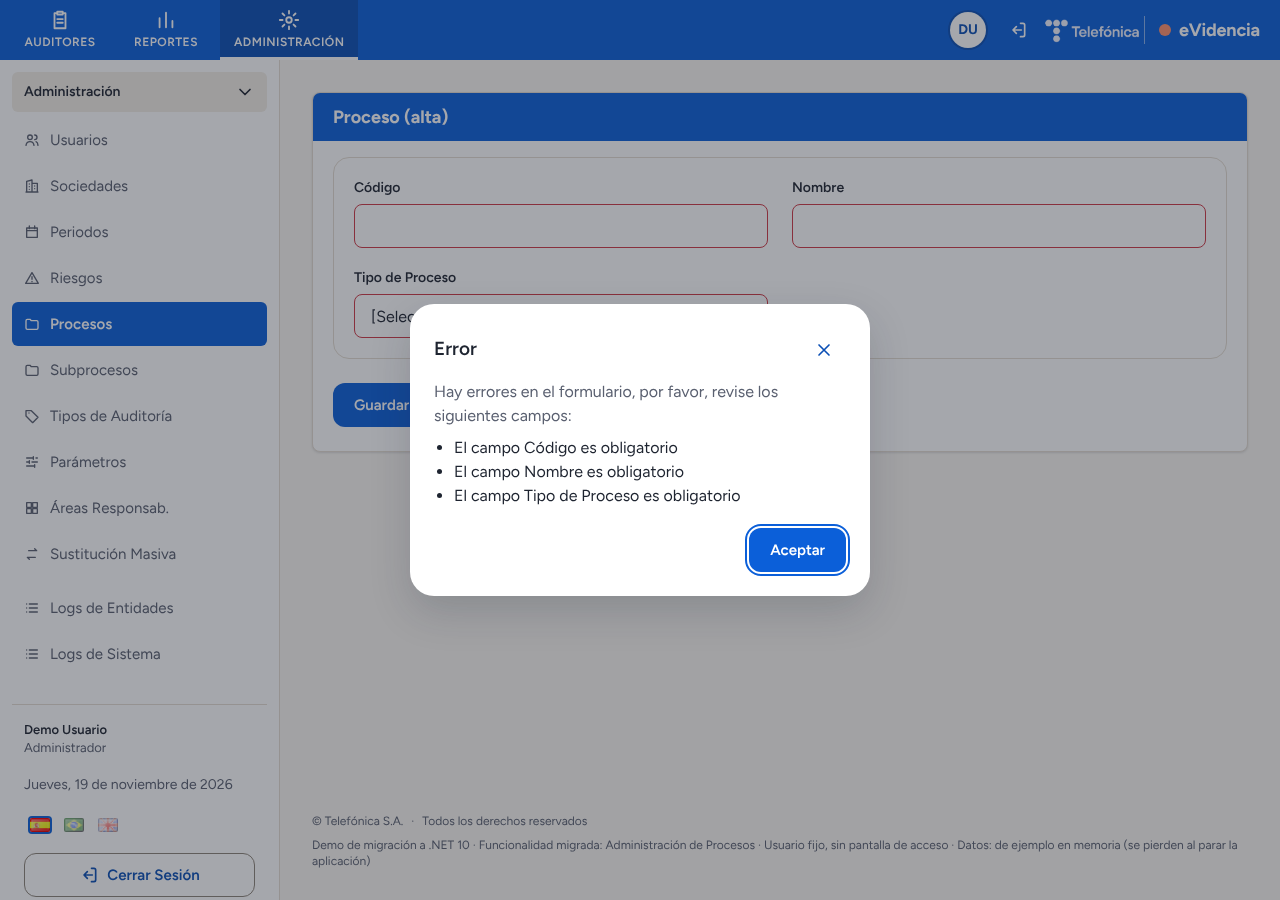 AUDITORES
REPORTES
ADMINISTRACIÓN
DU
Telefónica
eVidencia
Administración
Usuarios
Sociedades
Periodos
Riesgos
Procesos
Subprocesos
Tipos de Auditoría
Parámetros
Áreas Responsab.
Sustitución Masiva
Logs de Entidades
Logs de Sistema
Demo Usuario
Administrador
Jueves, 19 de noviembre de 2026
Cerrar Sesión
Proceso (alta)
Código
Nombre
Tipo de Proceso
[Selec
Guardar
Error
Hay errores en el formulario, por favor, revise los
siguientes campos:
• El campo Código es obligatorio
• El campo Nombre es obligatorio
• El campo Tipo de Proceso es obligatorio
Aceptar
© Telefónica S.A. · Todos los derechos reservados
Demo de migración a .NET 10 · Funcionalidad migrada: Administración de Procesos · Usuario fijo, sin pantalla de acceso · Datos: de ejemplo en memoria (se pierden al parar la
aplicación)